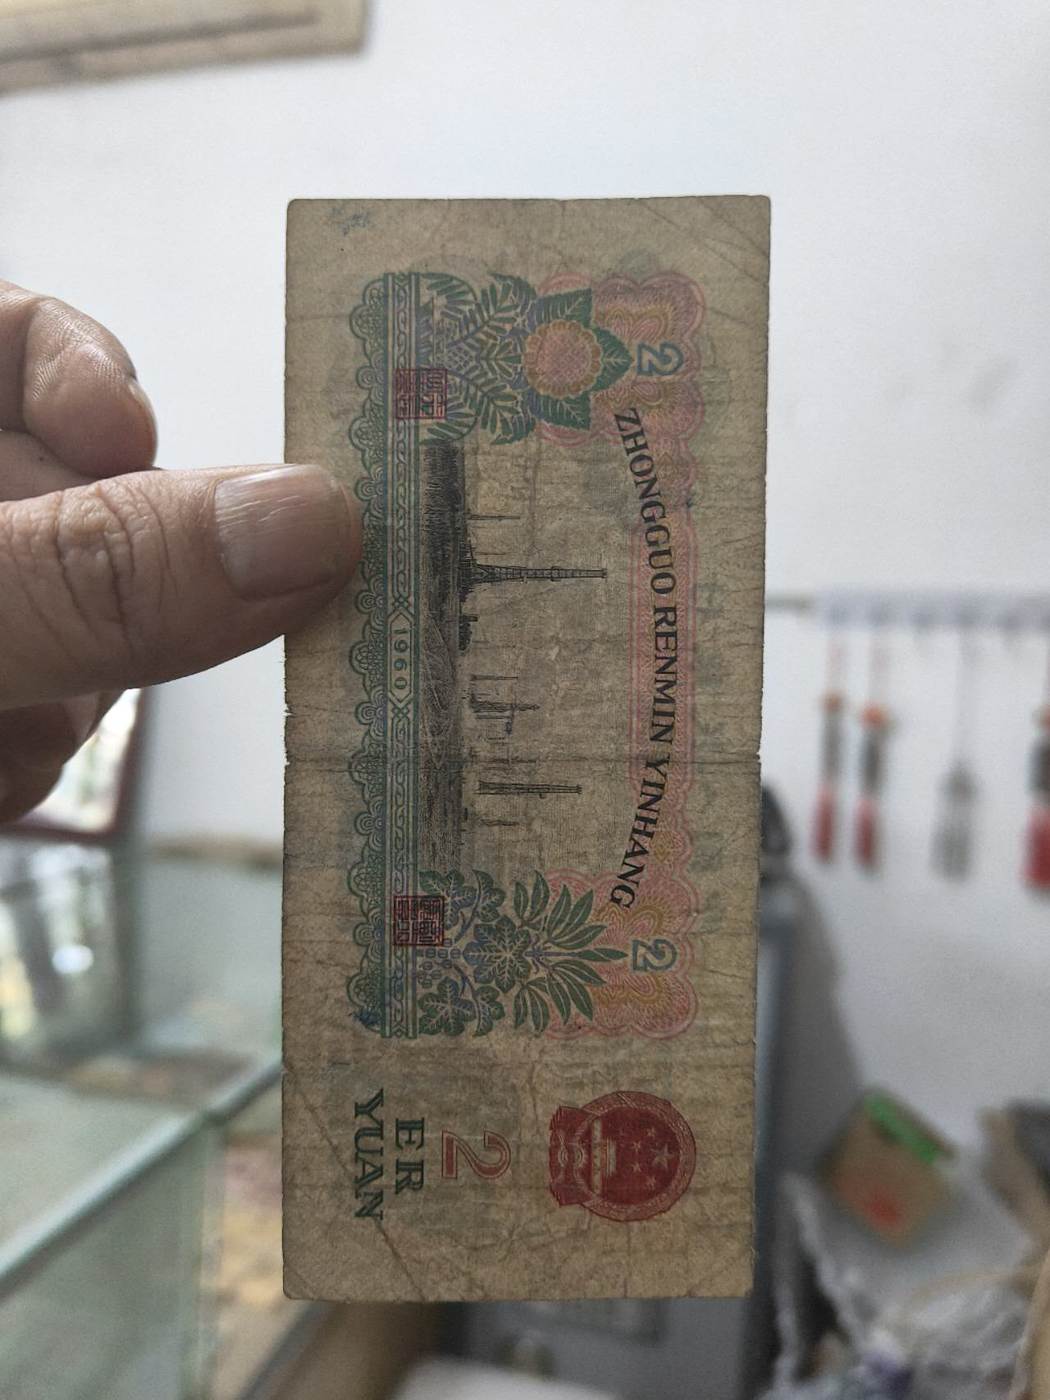 ZHONGGUO RENMIN YINHANG
2
2
1960
2
ER
YUAN